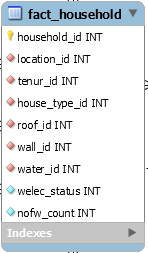 fact_household
household_id INT
location_id INT
tenur_id INT
house_type_id INT
roof_id INT
wall_id INT
water_id INT
welec_status INT
nofw_count INT
Indexes